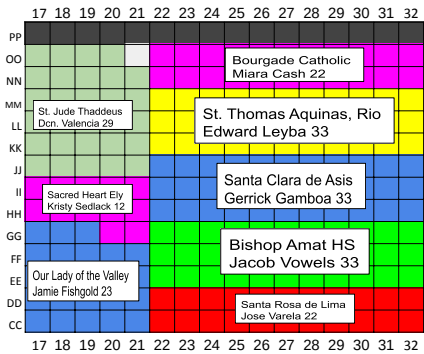 17 18 19 20 21 22 23 24 25 26 27 28 29 30 31 32
PP
OO
Bourgade Catholic
Miara Cash 22
NN
MM
St. Jude Thaddeus
Dcn. Valencia 29
St. Thomas Aquinas, Rio
Edward Leyba 33
LL
KK
JJ
Santa Clara de Asis
Gerrick Gamboa 33
II
Sacred Heart Ely
Kristy Sedlack 12
HH
GG
Bishop Amat HS
Jacob Vowels 33
FF
Our Lady of the Valley
Jamie Fishgold 23
EE
DD
Santa Rosa de Lima
Jose Varela 22
CC
17 18 19 20 21 22 23 24 25 26 27 28 29 30 31 32